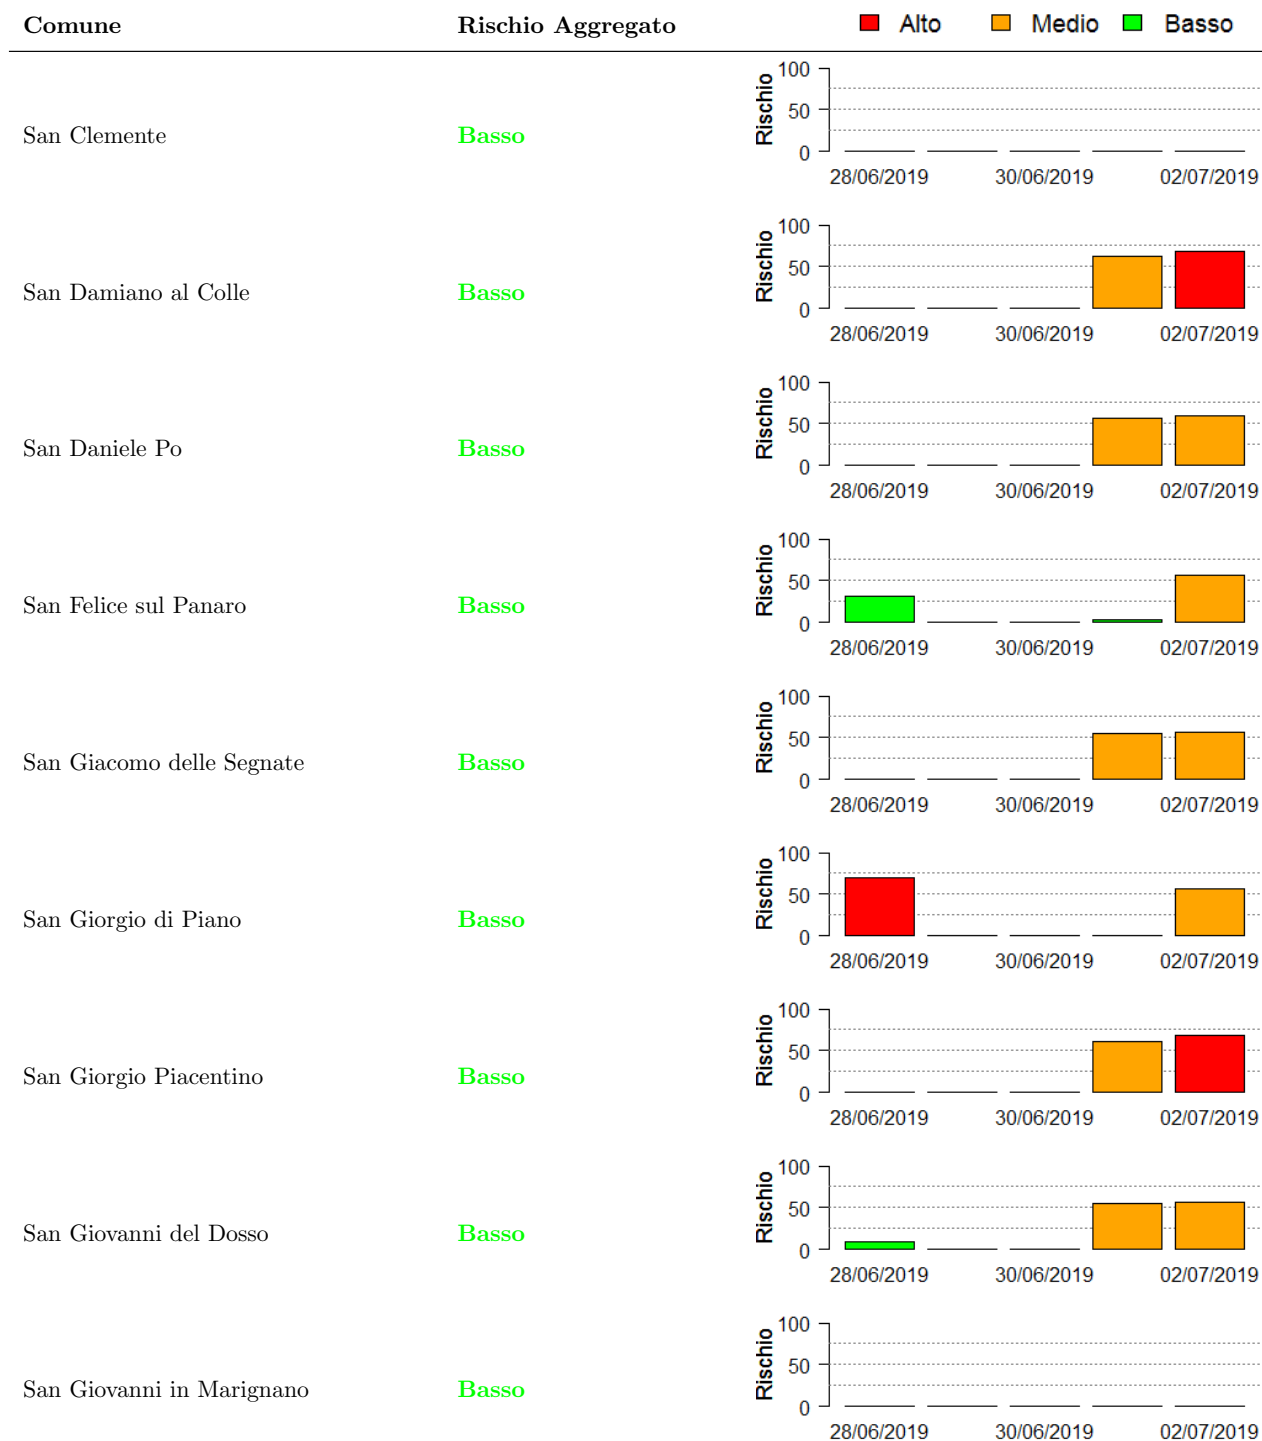 Comune Rischio Aggregato Alto Medio Basso
San Clemente Basso Rischio 100 50 0
28/06/2019 30/06/2019 02/07/2019
San Damiano al Colle Basso Rischio 100 50 0
28/06/2019 30/06/2019 02/07/2019
San Daniele Po Basso Rischio 100 50 0
28/06/2019 30/06/2019 02/07/2019
San Felice sul Panaro Basso Rischio 100 50 0
28/06/2019 30/06/2019 02/07/2019
San Giacomo delle Segnate Basso Rischio 100 50 0
28/06/2019 30/06/2019 02/07/2019
San Giorgio di Piano Basso Rischio 100 50 0
28/06/2019 30/06/2019 02/07/2019
San Giorgio Piacentino Basso Rischio 100 50 0
28/06/2019 30/06/2019 02/07/2019
San Giovanni del Dosso Basso Rischio 100 50 0
28/06/2019 30/06/2019 02/07/2019
San Giovanni in Marignano Basso Rischio 100 50 0
28/06/2019 30/06/2019 02/07/2019